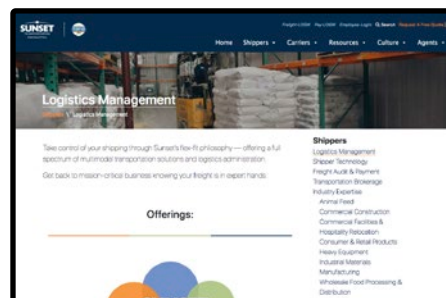 SUNSET
Freight LOGIN Pay LOGIN Employee Login Search Request A Free Quote
Home Shippers Carriers Resources Culture Agents
Logistics Management
\\ Logistics Management
Take control of your shipping through Sunset's flex-fit philosophy — offering a full
spectrum of multimodel transportation solutions and logistics administration.
Get back to mission-critical business knowing your freight is in expert hands.
Offerings:
Shippers
Logistics Management
Shipper Technology
Freight Audit & Payment
Transportation Brokerage
Industry Expertise
Animal Feed
Commercial Construction
Commercial Facilities &
Hospitality Relocation
Consumer & Retail Products
Heavy Equipment
Industrial Materials
Manufacturing
Wholesale Food Processing &
Distribution